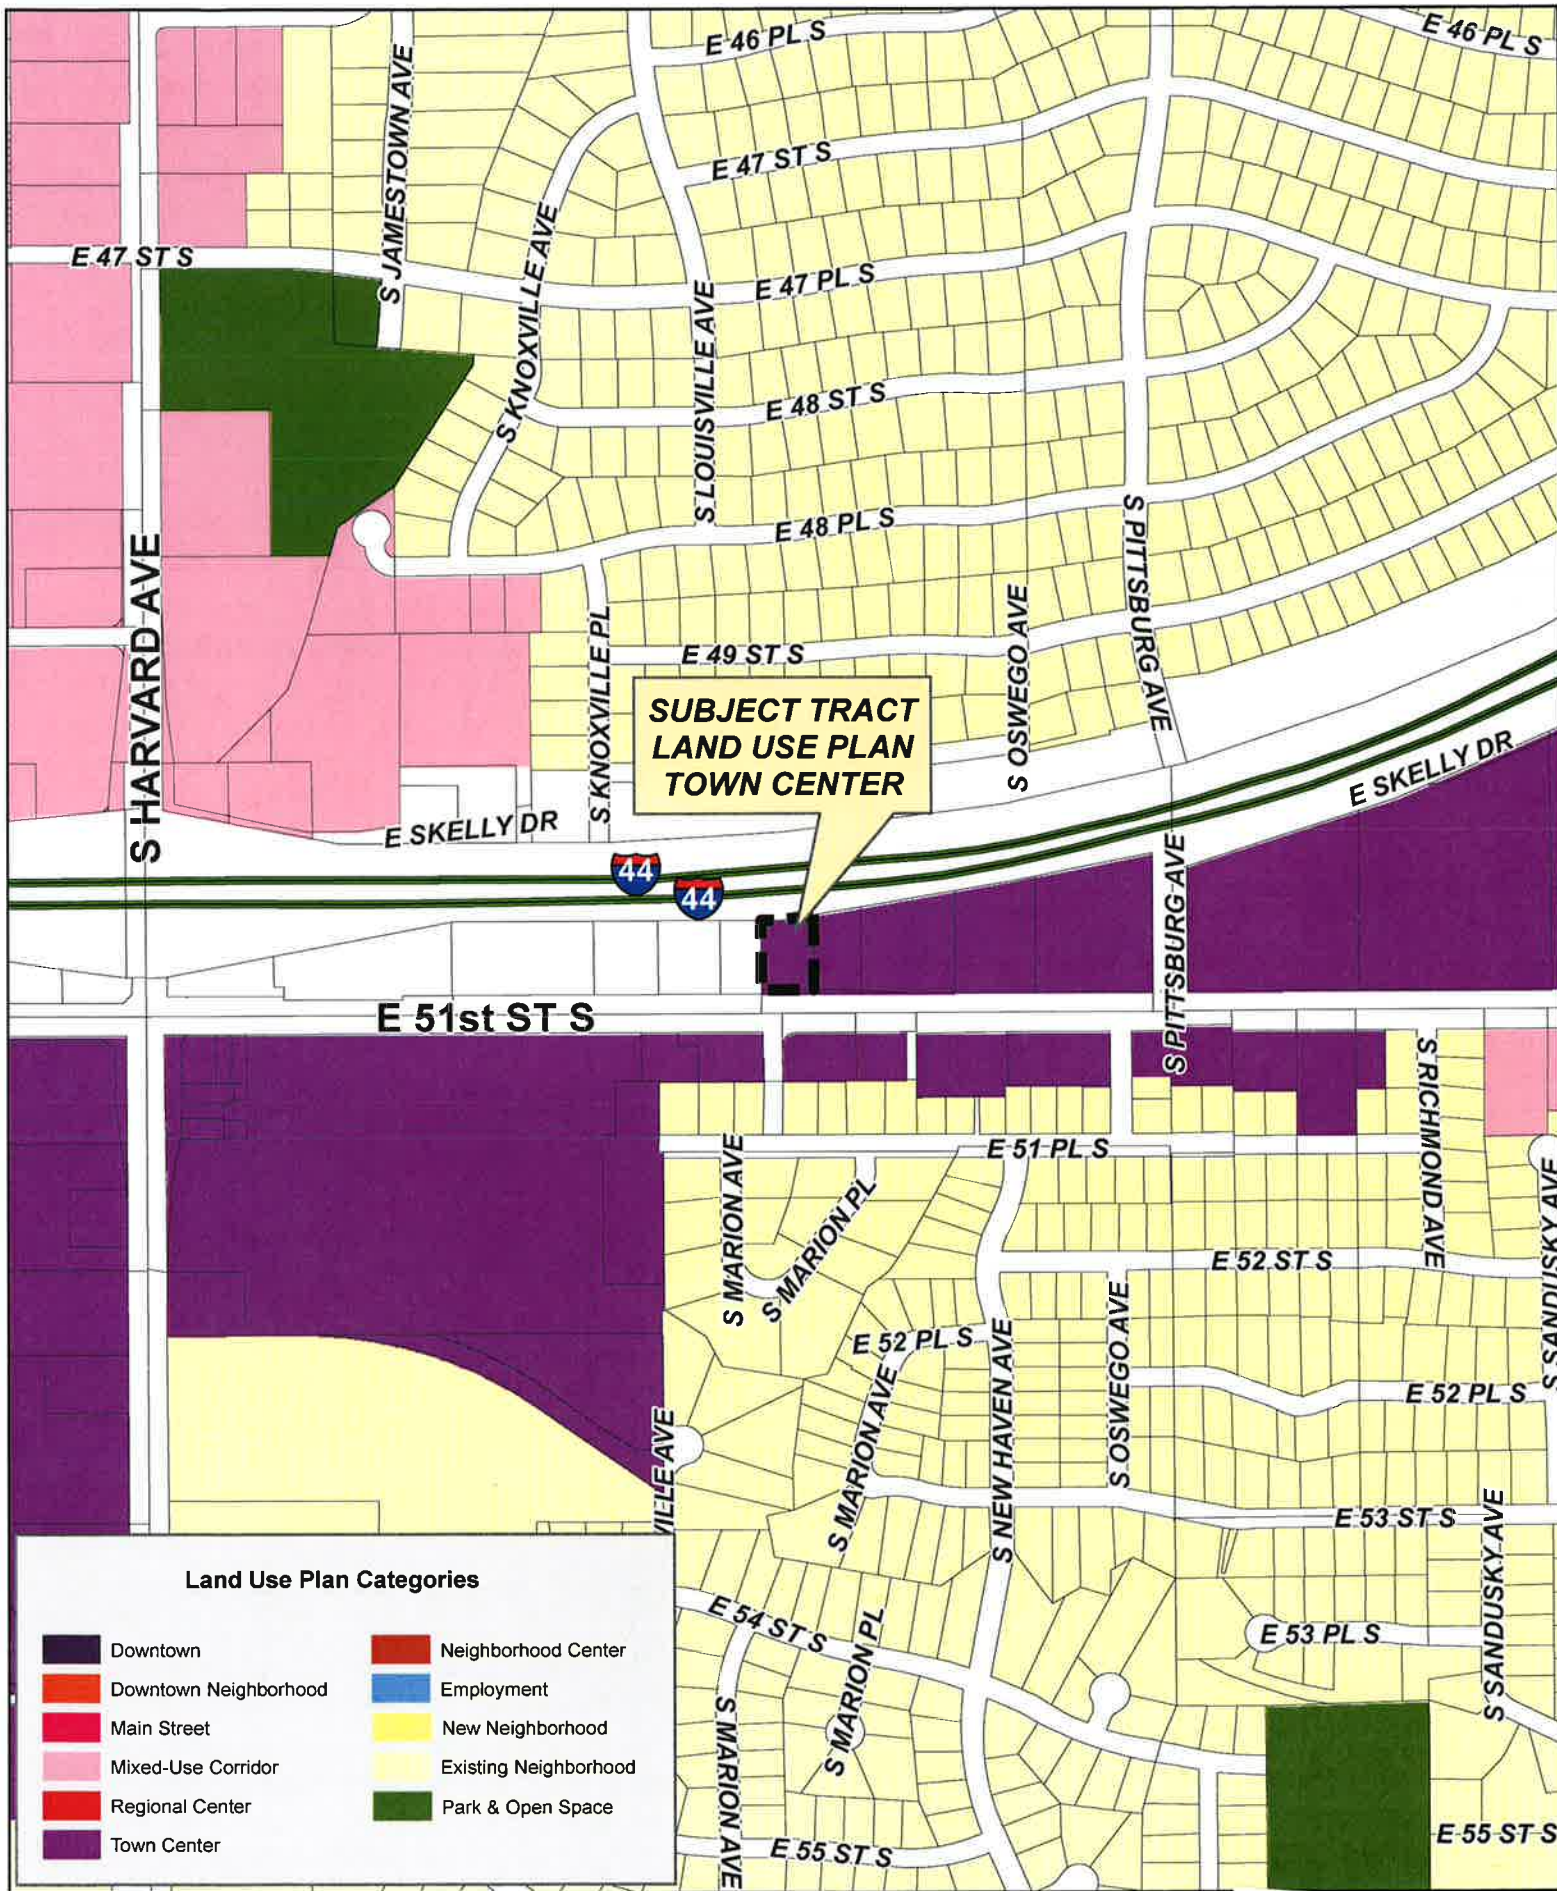 E 46 PL S
E 46 PL S
S JAMESTOWN AVE
E 47 ST S
E 47 ST S
S KNOXVILLE AVE
E 47 PL S
S LOUISVILLE AVE
E 48 ST S
E 48 PL S
S HARVARD AVE
S PITTSBURG AVE
S KNOXVILLE PL
E 49 ST S
S OSWEGO AVE
SUBJECT TRACT
LAND USE PLAN
TOWN CENTER
E SKELLY DR
E SKELLY DR
44
44
S PITTSBURG AVE
E 51st ST S
S RICHMOND AVE
E 51 PL S
S MARION AVE
S MARION PL
S SANDUSKY AVE
E 52 ST S
S OSWEGO AVE
E 52 PL S
S NEW HAVEN AVE
S MARION AVE
E 52 PL S
VILLE AVE
E 53 ST S
S SANDUSKY AVE
E 54 ST S
S MARION PL
E 53 PL S
S MARION AVE
E 55 ST S
E 55 ST S
Land Use Plan Categories
Downtown
Downtown Neighborhood
Main Street
Mixed-Use Corridor
Regional Center
Town Center
Neighborhood Center
Employment
New Neighborhood
Existing Neighborhood
Park & Open Space